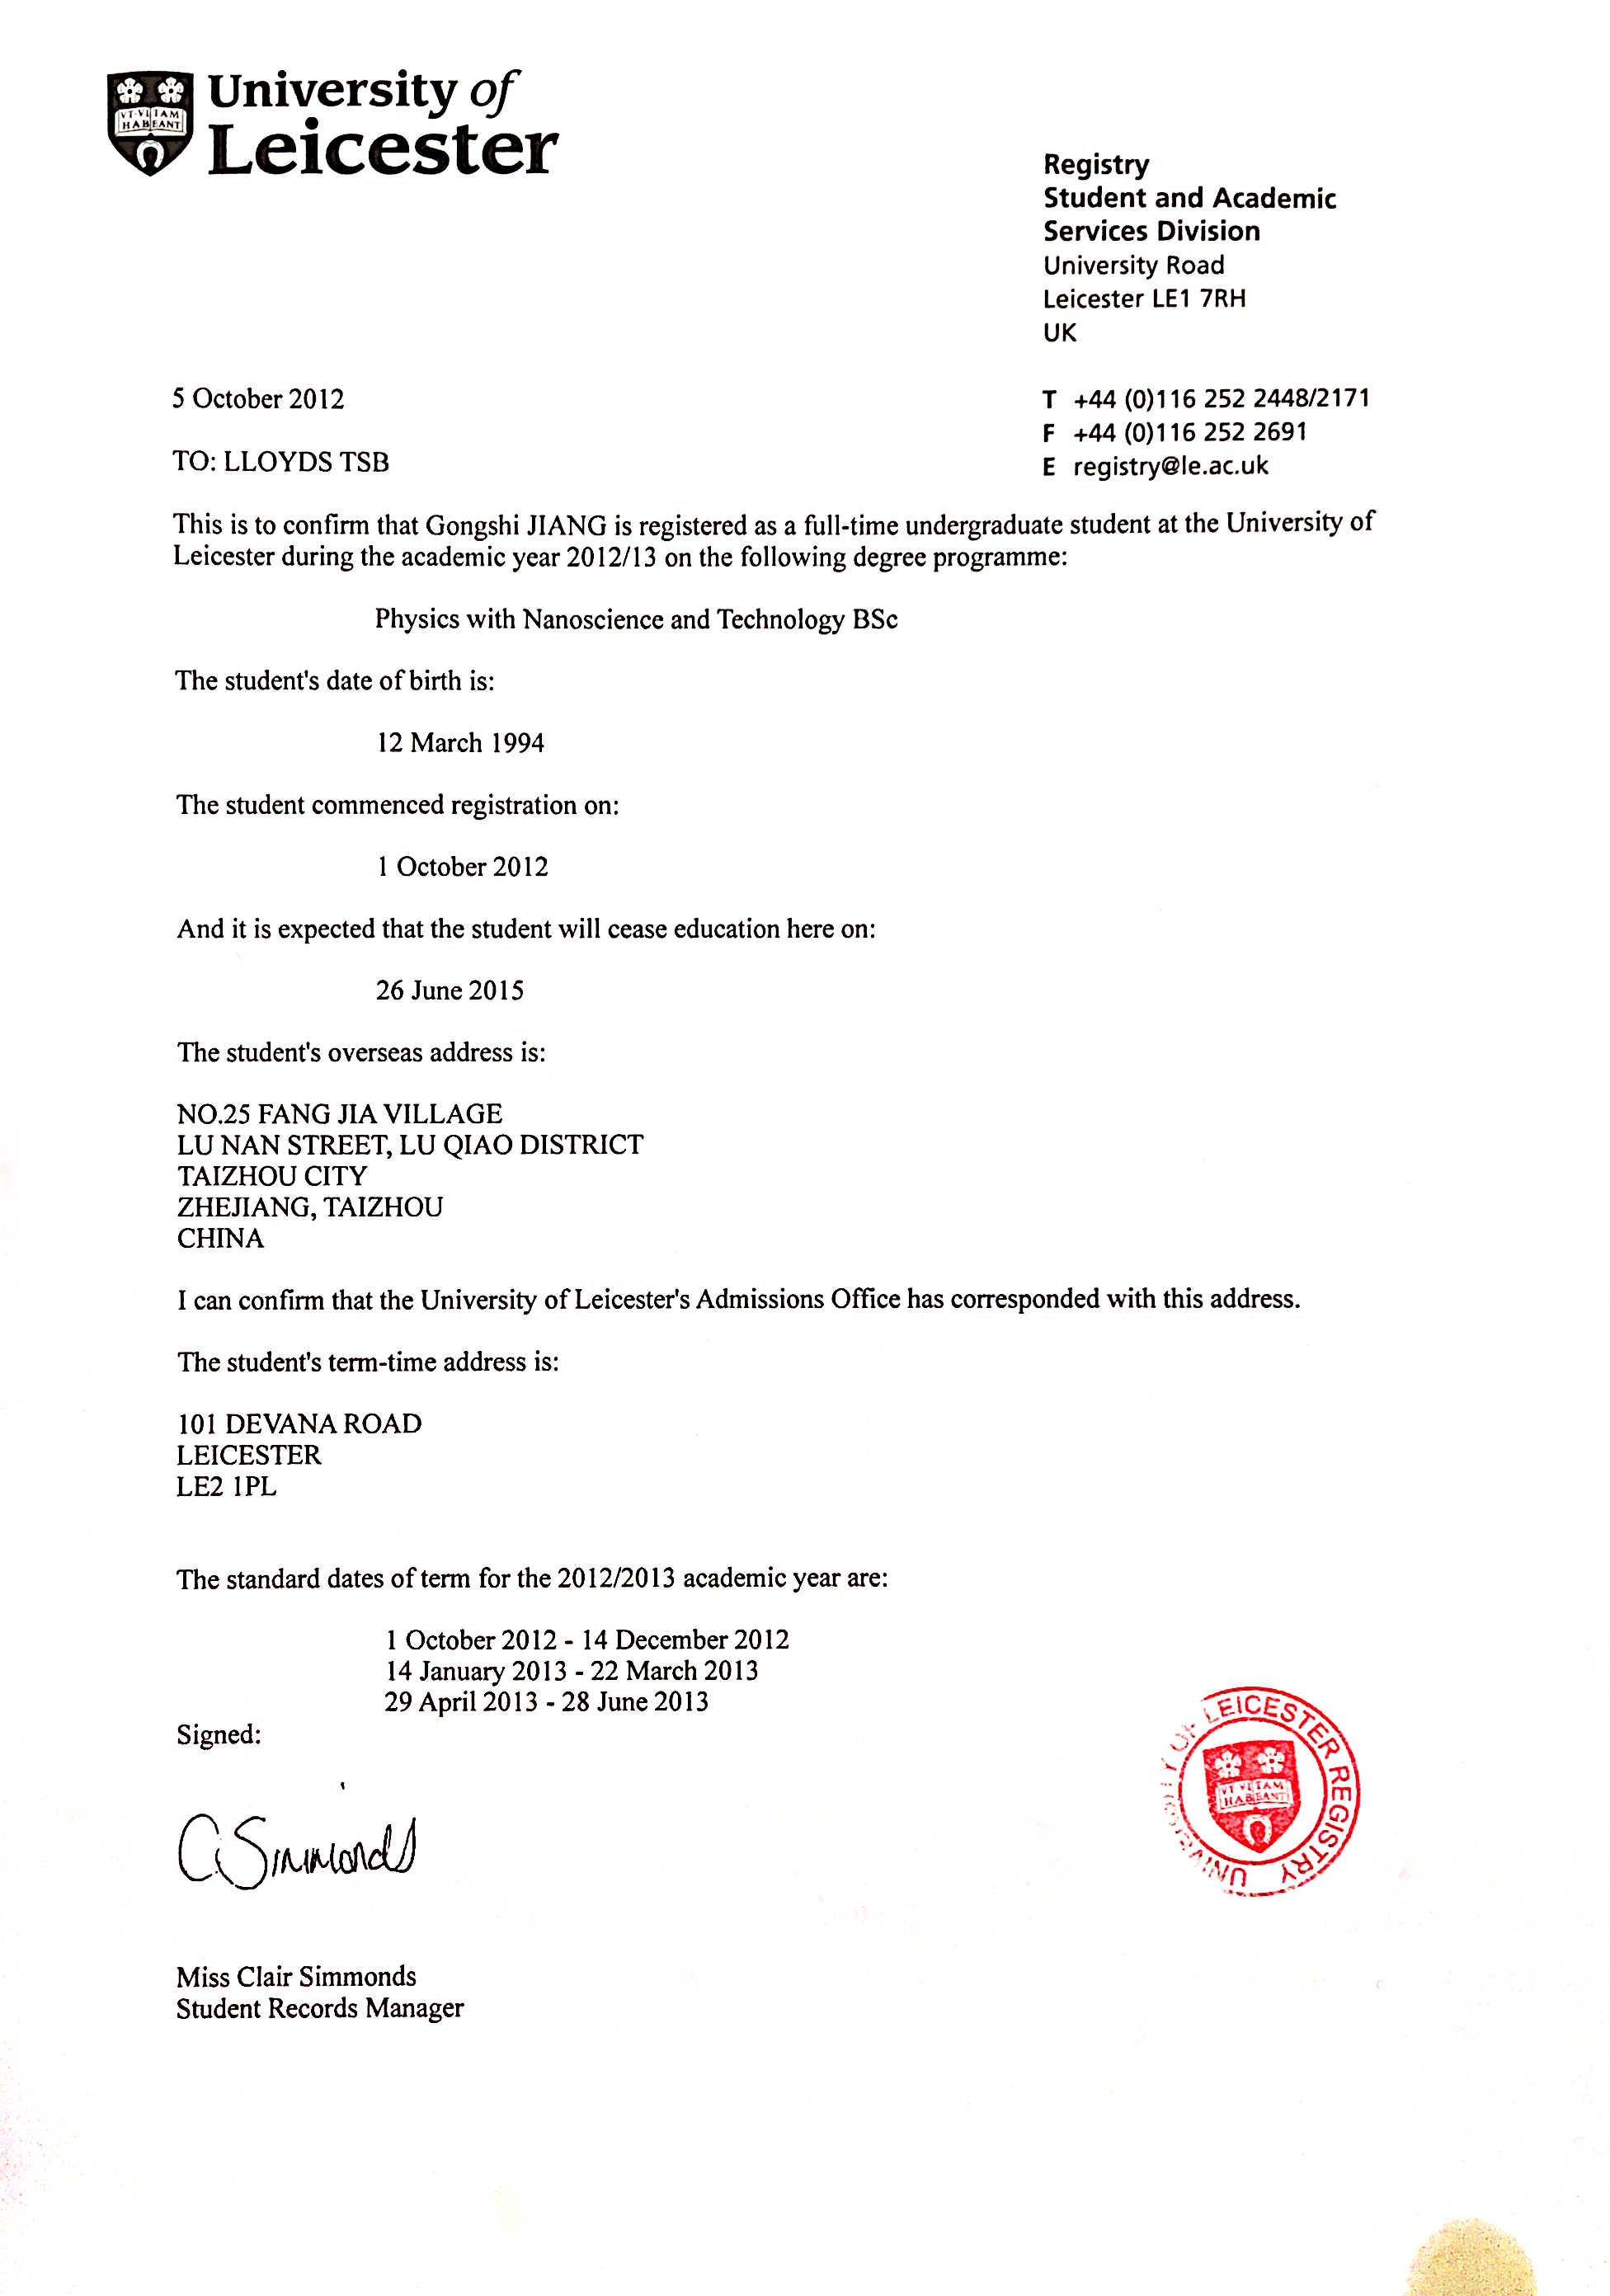 University of
Leicester
VT VITAM
HABEANT
Registry
Student and Academic
Services Division
University Road
Leicester LE1 7RH
UK
5 October 2012
T +44 (0)116 252 2448/2171
F +44 (0)116 252 2691
E registry@le.ac.uk
TO: LLOYDS TSB
This is to confirm that Gongshi JIANG is registered as a full-time undergraduate student at the University of
Leicester during the academic year 2012/13 on the following degree programme:
Physics with Nanoscience and Technology BSc
The student's date of birth is:
12 March 1994
The student commenced registration on:
1 October 2012
And it is expected that the student will cease education here on:
26 June 2015
The student's overseas address is:
NO.25 FANG JIA VILLAGE
LU NAN STREET, LU QIAO DISTRICT
TAIZHOU CITY
ZHEJIANG, TAIZHOU
CHINA
I can confirm that the University of Leicester's Admissions Office has corresponded with this address.
The student's term-time address is:
101 DEVANA ROAD
LEICESTER
LE2 1PL
The standard dates of term for the 2012/2013 academic year are:
1 October 2012 - 14 December 2012
14 January 2013 - 22 March 2013
29 April 2013 - 28 June 2013
Signed:
C Simmonds
UNIVERSITY OF LEICESTER REGISTRY
VT VITAM
HABEANT
Miss Clair Simmonds
Student Records Manager